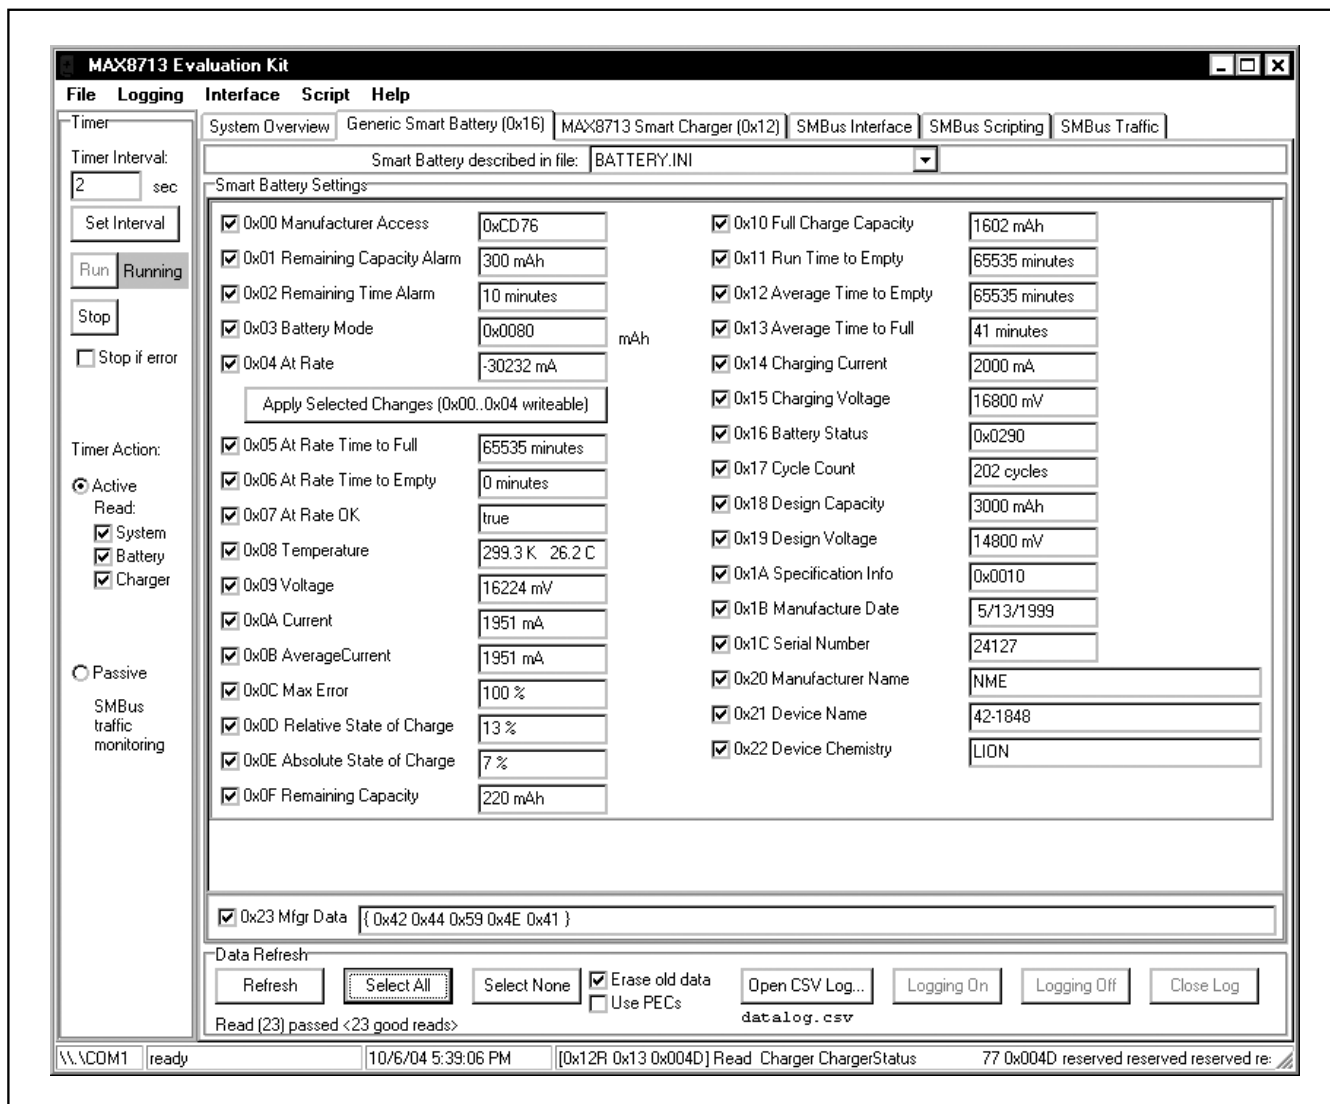 MAX8713 Evaluation Kit
File Logging Interface Script Help
Timer
Timer Interval:
2 sec
Set Interval
Run Running
Stop
Stop if error
Timer Action:
Active
Read:
System
Battery
Charger
Passive
SMBus
traffic
monitoring
System Overview Generic Smart Battery (0x16) MAX8713 Smart Charger (0x12) SMBus Interface SMBus Scripting SMBus Traffic
Smart Battery described in file: BATTERY.INI
Smart Battery Settings
0x00 Manufacturer Access 0xCD76
0x01 Remaining Capacity Alarm 300 mAh
0x02 Remaining Time Alarm 10 minutes
0x03 Battery Mode 0x0080 mAh
0x04 At Rate -30232 mA
Apply Selected Changes (0x00..0x04 writeable)
0x05 At Rate Time to Full 65535 minutes
0x06 At Rate Time to Empty 0 minutes
0x07 At Rate OK true
0x08 Temperature 299.3 K 26.2 C
0x09 Voltage 16224 mV
0x0A Current 1951 mA
0x0B AverageCurrent 1951 mA
0x0C Max Error 100 %
0x0D Relative State of Charge 13 %
0x0E Absolute State of Charge 7 %
0x0F Remaining Capacity 220 mAh
0x10 Full Charge Capacity 1602 mAh
0x11 Run Time to Empty 65535 minutes
0x12 Average Time to Empty 65535 minutes
0x13 Average Time to Full 41 minutes
0x14 Charging Current 2000 mA
0x15 Charging Voltage 16800 mV
0x16 Battery Status 0x0290
0x17 Cycle Count 202 cycles
0x18 Design Capacity 3000 mAh
0x19 Design Voltage 14800 mV
0x1A Specification Info 0x0010
0x1B Manufacture Date 5/13/1999
0x1C Serial Number 24127
0x20 Manufacturer Name NME
0x21 Device Name 42-1848
0x22 Device Chemistry LION
0x23 Mfgr Data { 0x42 0x44 0x59 0x4E 0x41 }
Data Refresh
Refresh Select All Select None Erase old data Open CSV Log... Logging On Logging Off Close Log
Use PECs
Read (23) passed <23 good reads> datalog.csv
\\.\COM1 ready 10/6/04 5:39:06 PM [0x12R 0x13 0x004D] Read Charger ChargerStatus 77 0x004D reserved reserved reserved re: